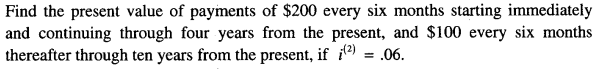 Find the present value of payments of $200 every six months starting immediately
and continuing through four years from the present, and $100 every six months
thereafter through ten years from the present, if i⁽²⁾ = .06.